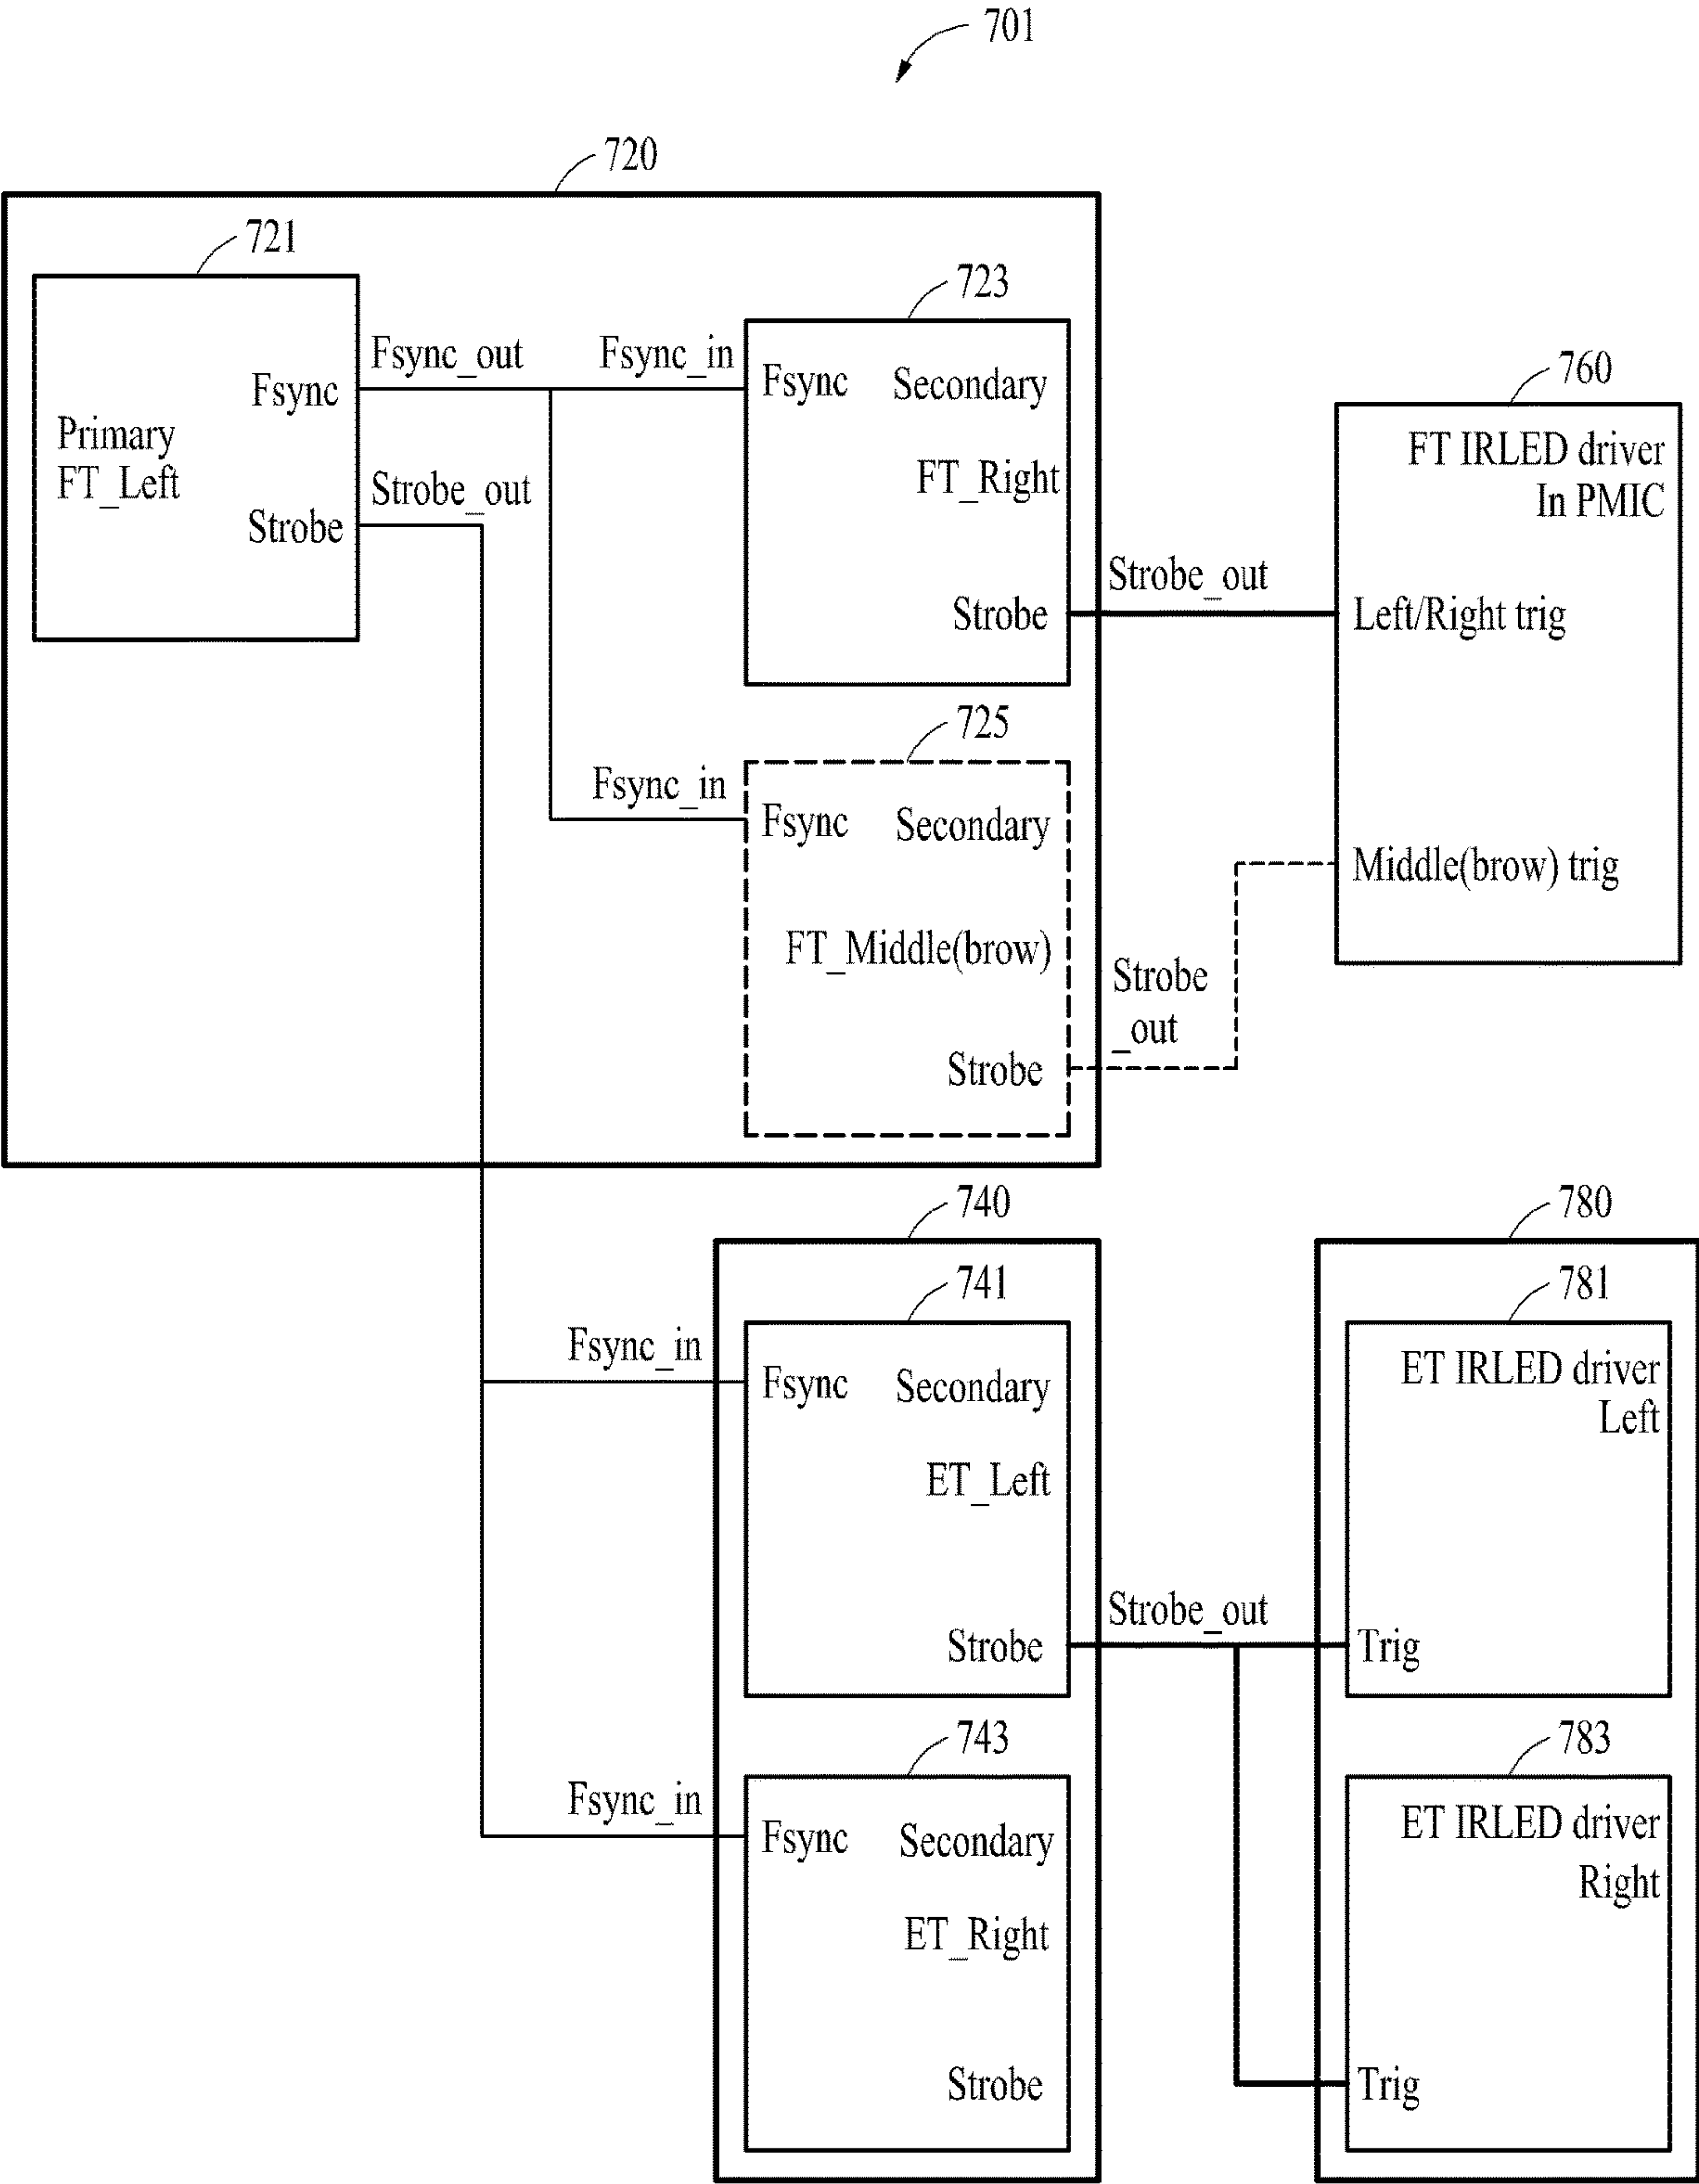 701
720
721
Primary
FT_Left
Fsync
Strobe
Fsync_out
Strobe_out
Fsync_in
723
Fsync
Secondary
FT_Right
Strobe
Strobe_out
760
FT IRLED driver
In PMIC
Left/Right trig
Middle(brow) trig
725
Fsync_in
Fsync
Secondary
FT_Middle(brow)
Strobe
Strobe
_out
740
741
Fsync_in
Fsync
Secondary
ET_Left
Strobe
Strobe_out
780
781
ET IRLED driver
Left
Trig
743
Fsync_in
Fsync
Secondary
ET_Right
Strobe
783
ET IRLED driver
Right
Trig